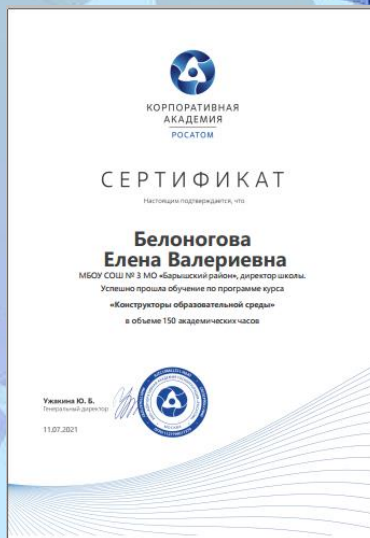 КОРПОРАТИВНАЯ
АКАДЕМИЯ
РОСАТОМ
СЕРТИФИКАТ
Настоящим подтверждается, что
Белоногова
Елена Валериевна
МБОУ СОШ № 3 МО «Барышский район», директор школы.
Успешно прошла обучение по программе курса
«Конструкторы образовательной среды»
в объеме 150 академических часов
Ужакина Ю. Б.
Генеральный директор
11.07.2021